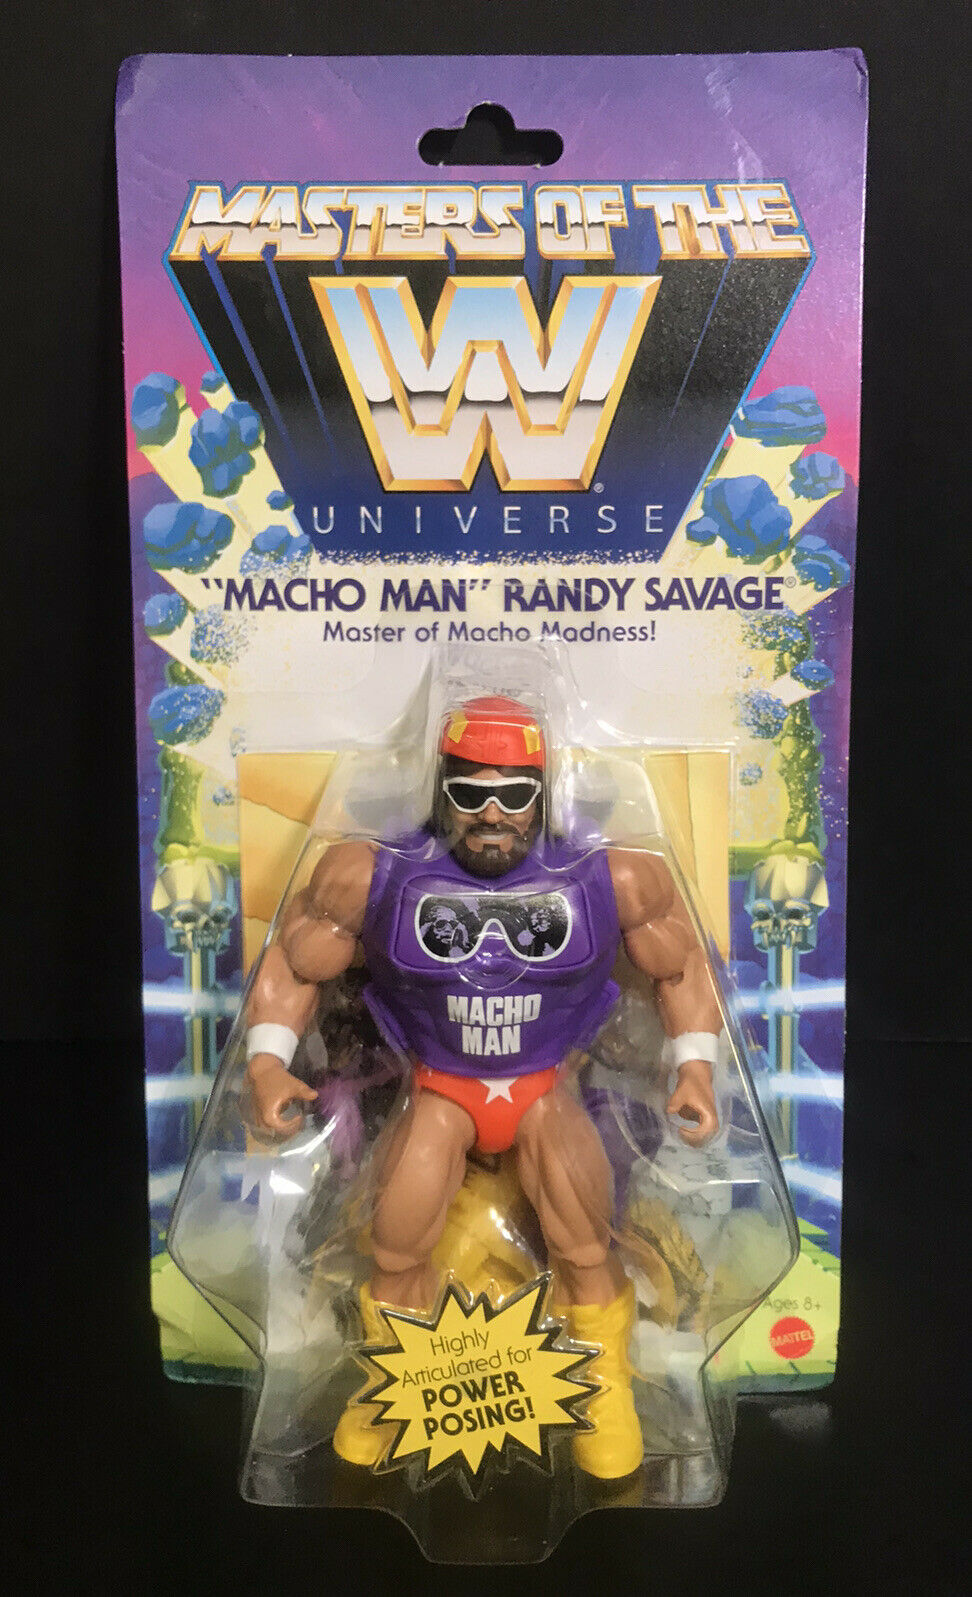 MASTERS OF THE
W
®
UNIVERSE
"MACHO MAN" RANDY SAVAGE®
Master of Macho Madness!
MACHO
MAN
Highly
Articulated for
POWER
POSING!
Ages 8+
MATTEL